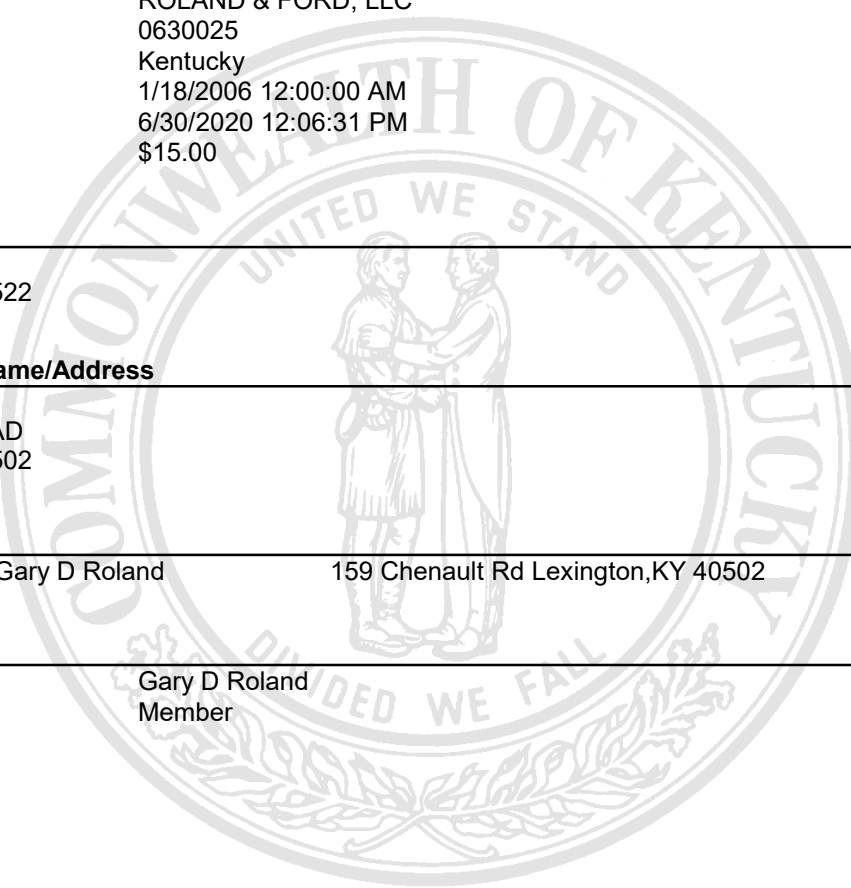 ROLAND & FORD, LLC
0630025
Kentucky
1/18/2006 12:00:00 AM
6/30/2020 12:06:31 PM
$15.00
COMMONWEALTH OF KENTUCKY
UNITED WE STAND
522
ame/Address
AD
502
Gary D Roland 159 Chenault Rd Lexington,KY 40502
DIVIDED WE FALL
Gary D Roland
Member